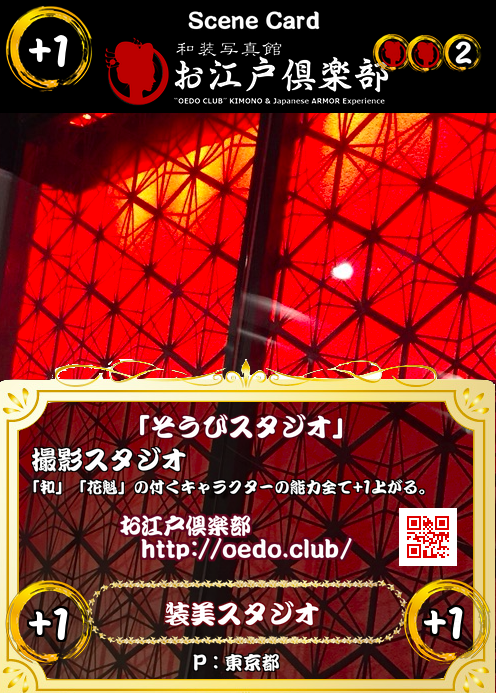 Scene Card
+1
和装写真館
お江戸倶楽部
"OEDO CLUB" KIMONO & Japanese ARMOR Experience
2
「そうびスタジオ」
撮影スタジオ
「和」「花魁」の付くキャラクターの能力全て+1上がる。
お江戸倶楽部
http://oedo.club/
+1
装美スタジオ
+1
P：東京都